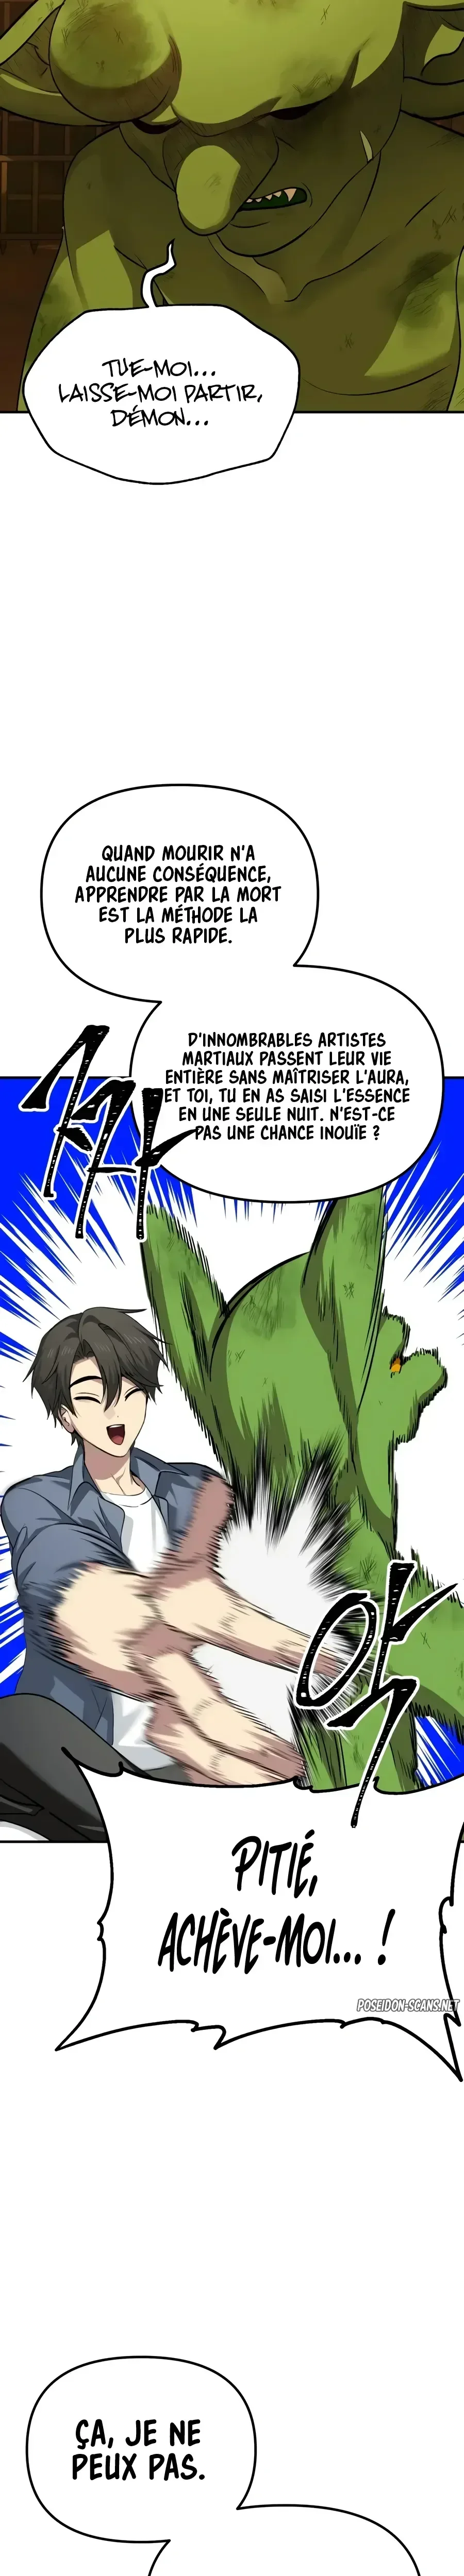 TUE-MOI...
LAISSE-MOI PARTIR,
DÉMON...
QUAND MOURIR N'A
AUCUNE CONSÉQUENCE,
APPRENDRE PAR LA MORT
EST LA MÉTHODE LA
PLUS RAPIDE.
D'INNOMBRABLES ARTISTES
MARTIAUX PASSENT LEUR VIE
ENTIÈRE SANS MAÎTRISER L'AURA,
ET TOI, TU EN AS SAISI L'ESSENCE
EN UNE SEULE NUIT. N'EST-CE
PAS UNE CHANCE INOUÏE ?
PITIÉ,
ACHÈVE-MOI... !
POSEIDON-SCANS.NET
ÇA, JE NE
PEUX PAS.